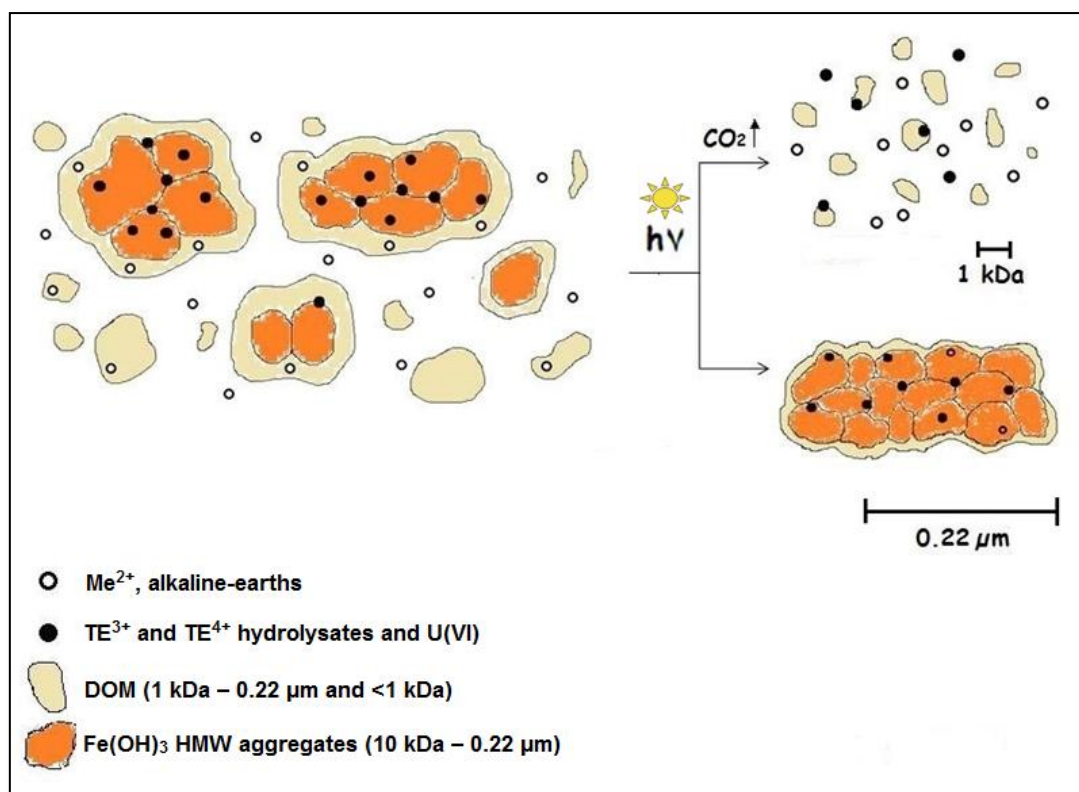 CO₂↑
hν
1 kDa
0.22 µm
Me²⁺, alkaline-earths
TE³⁺ and TE⁴⁺ hydrolysates and U(VI)
DOM (1 kDa – 0.22 µm and <1 kDa)
Fe(OH)₃ HMW aggregates (10 kDa – 0.22 µm)